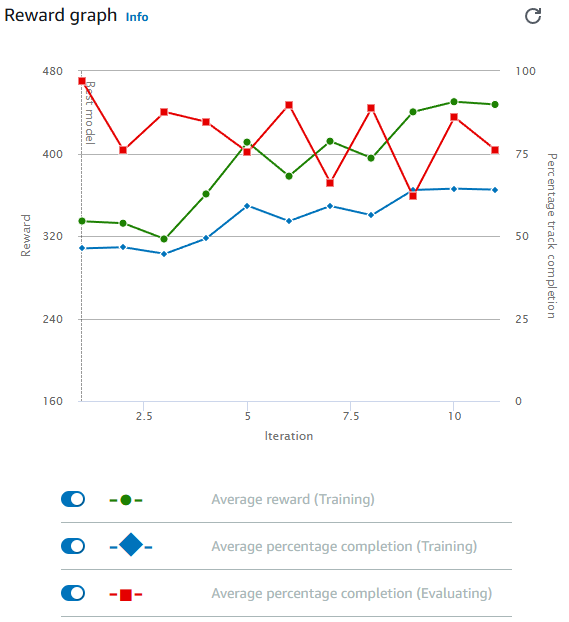 Reward graph Info
480
400
320
240
160
100
75
50
25
0
Reward
Percentage track completion
Best model
2.5 5 7.5 10
Iteration
Average reward (Training)
Average percentage completion (Training)
Average percentage completion (Evaluating)